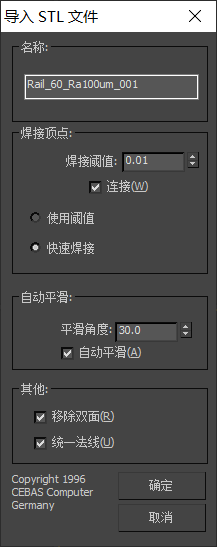 导入 STL 文件
名称:
Rail_60_Ra100um_001
焊接顶点:
焊接阈值: 0.01
连接(W)
使用阈值
快速焊接
自动平滑:
平滑角度: 30.0
自动平滑(A)
其他:
移除双面(R)
统一法线(U)
Copyright 1996
CEBAS Computer
Germany
确定
取消